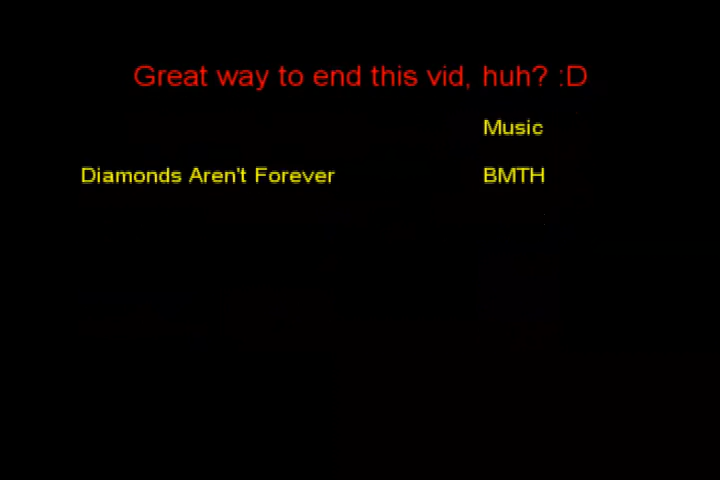 Great way to end this vid, huh? :D
Music
Diamonds Aren't Forever BMTH